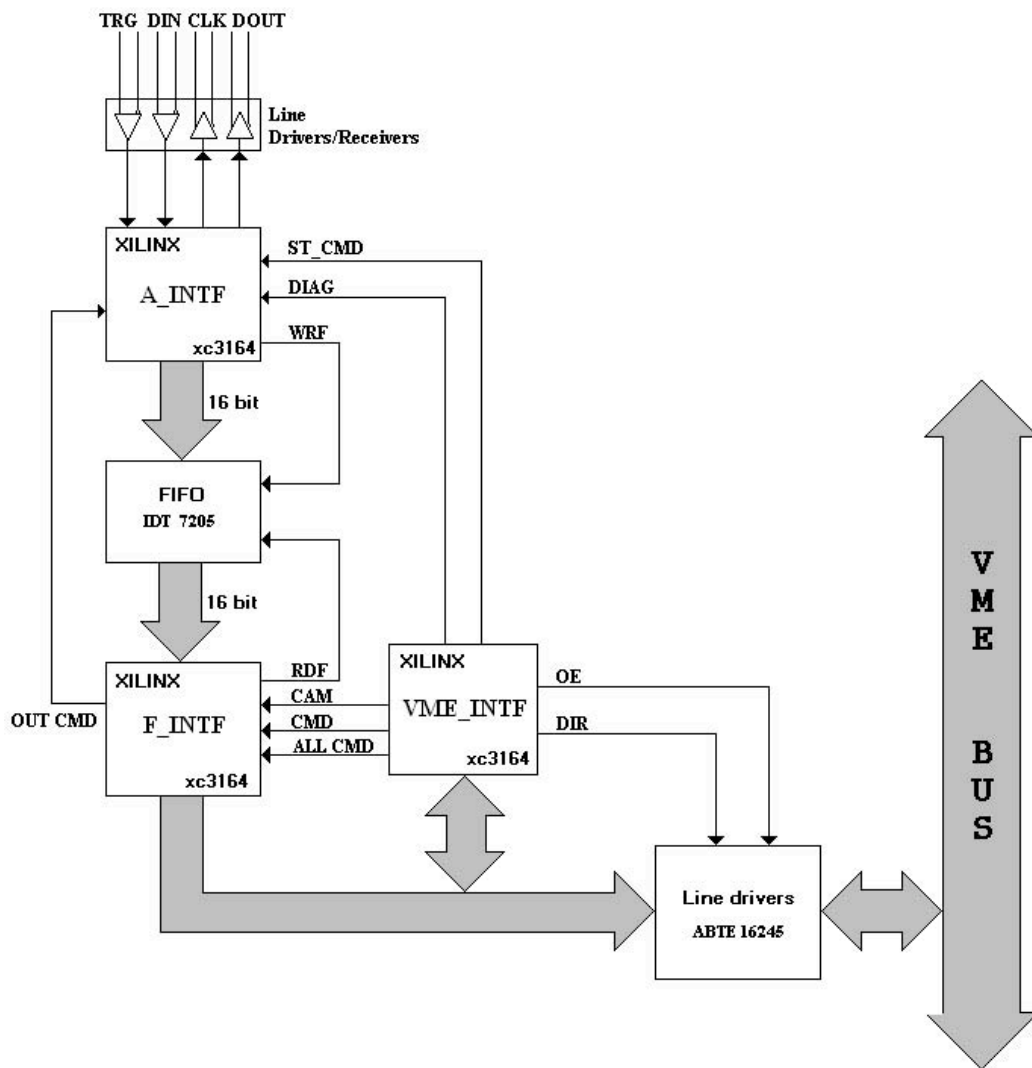 TRG DIN CLK DOUT
Line
Drivers/Receivers
XILINX
A_INTF
xc3164
ST_CMD
DIAG
WRF
16 bit
FIFO
IDT 7205
16 bit
XILINX
F_INTF
xc3164
OUT CMD
RDF
CAM
CMD
ALL CMD
XILINX
VME_INTF
xc3164
OE
DIR
Line drivers
ABTE 16245
VME BUS